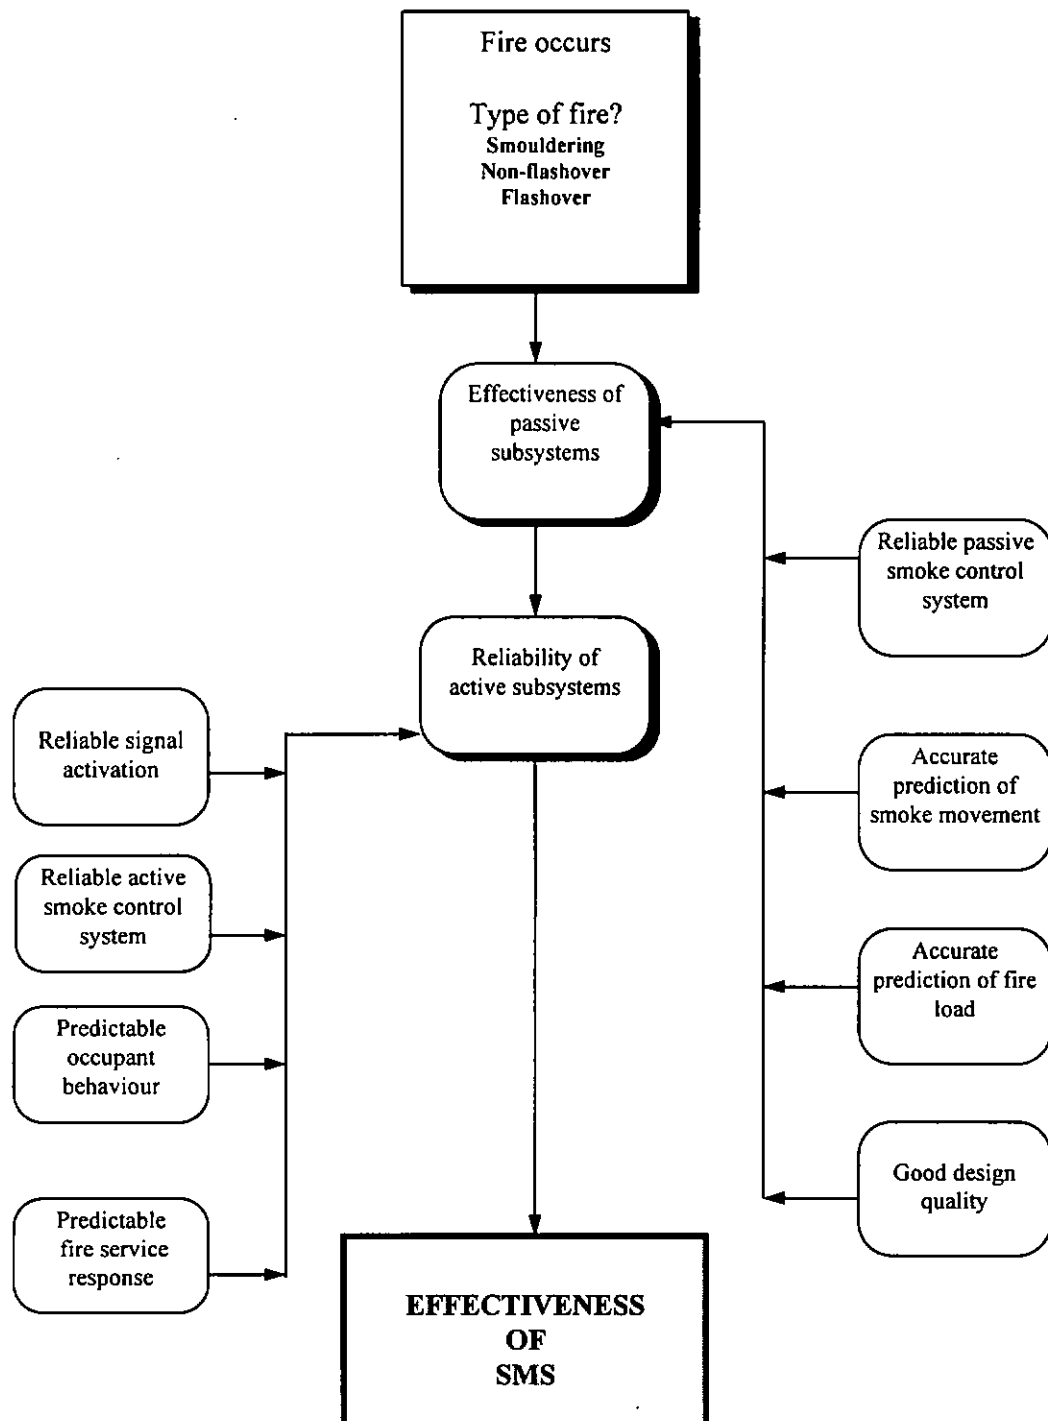 Fire occurs
Type of fire?
Smouldering
Non-flashover
Flashover
Effectiveness of
passive
subsystems
Reliable passive
smoke control
system
Reliability of
active subsystems
Reliable signal
activation
Accurate
prediction of
smoke movement
Reliable active
smoke control
system
Accurate
prediction of fire
load
Predictable
occupant
behaviour
Good design
quality
Predictable
fire service
response
EFFECTIVENESS
OF
SMS